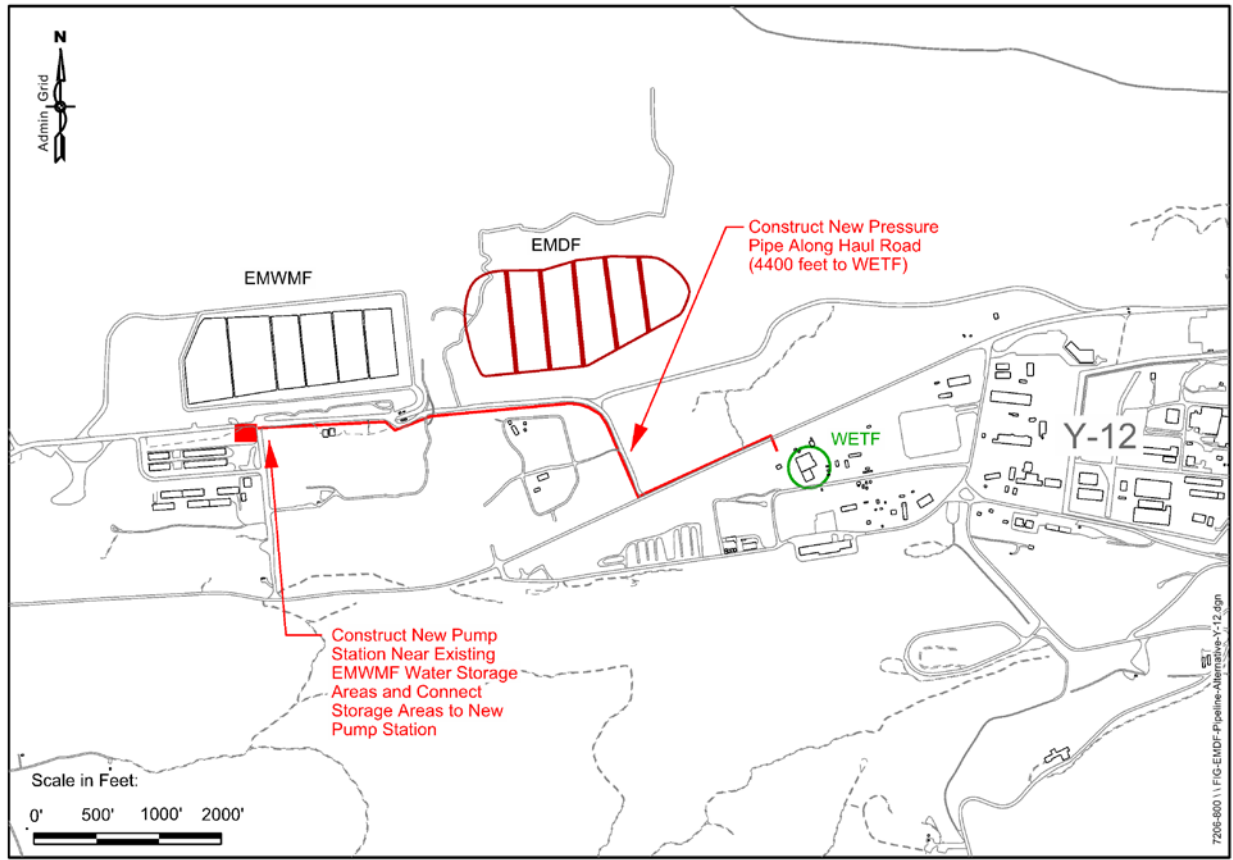 N
Admin Grid
EMWMF
EMDF
Construct New Pressure
Pipe Along Haul Road
(4400 feet to WETF)
WETF
Y-12
Construct New Pump
Station Near Existing
EMWMF Water Storage
Areas and Connect
Storage Areas to New
Pump Station
Scale in Feet:
0' 500' 1000' 2000'
7206-800 \ \ FIG-EMDF-Pipeline-Alternative-Y-12.dgn